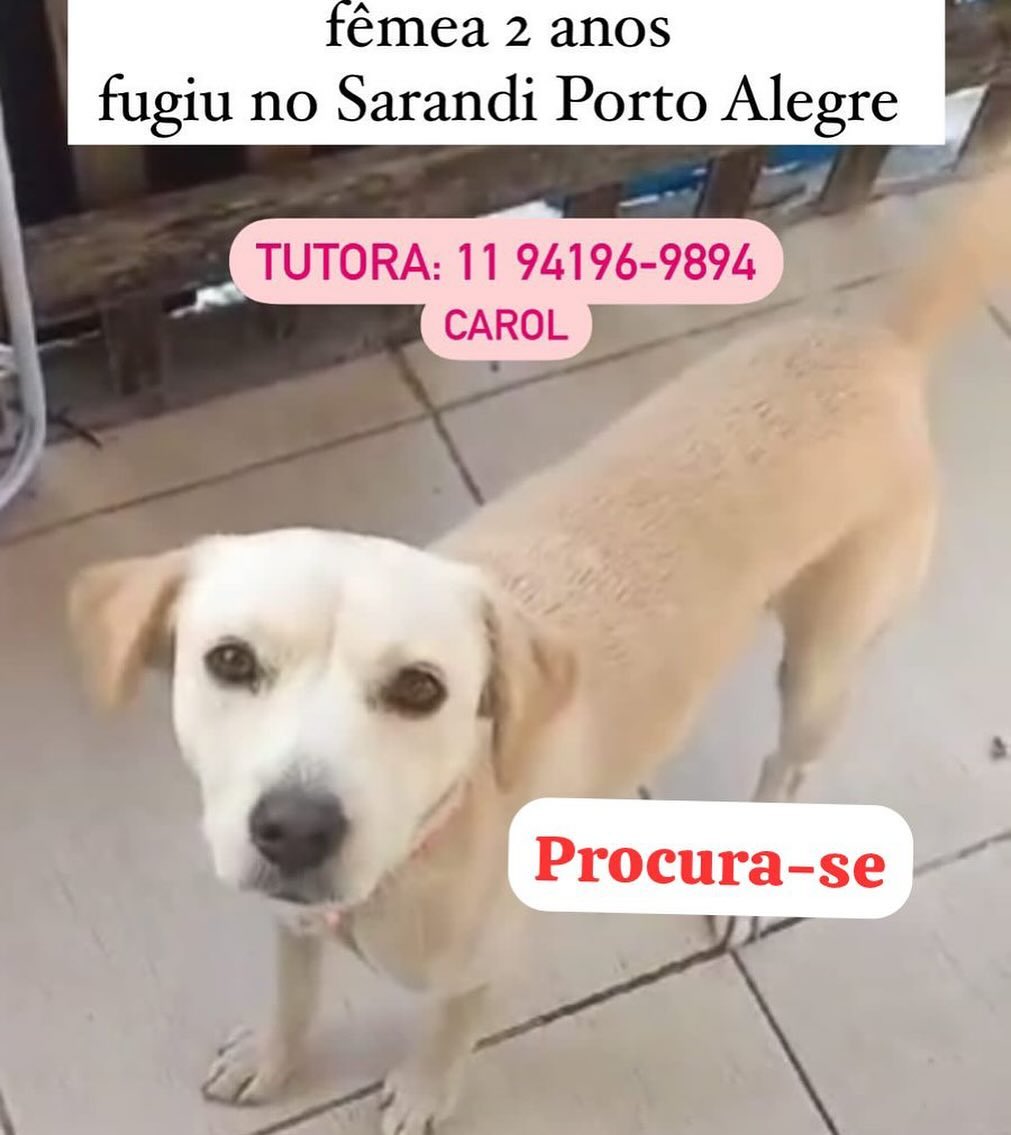 fêmea 2 anos
fugiu no Sarandi Porto Alegre
TUTORA: 11 94196-9894
CAROL
Procura-se